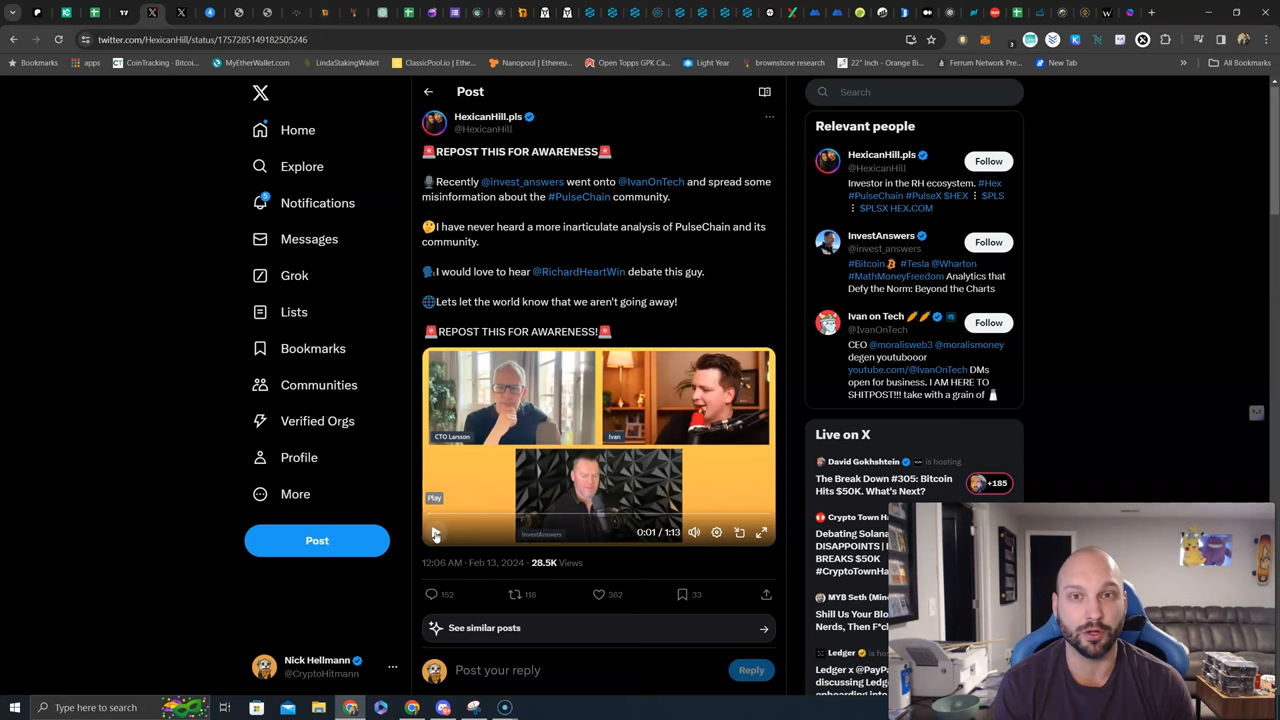 twitter.com/HexicanHill/status/1757285149182505246
Bookmarks
apps
CoinTracking - Bitcoi...
MyEtherWallet.com
LindaStakingWallet
ClassicPool.io | Ethe...
Nanopool | Ethereu...
Open Topps GPK Ca...
Light Year
brownstone research
22" Inch - Orange Bi...
Ferrum Network Pre...
New Tab
All Bookmarks
Home
Explore
Notifications
Messages
Grok
Lists
Bookmarks
Communities
Verified Orgs
Profile
More
Post
Nick Hellmann
@CryptoHitmann
Post
HexicanHill.pls
@HexicanHill
🚨REPOST THIS FOR AWARENESS🚨
🎙️Recently @invest_answers went onto @IvanOnTech and spread some
misinformation about the #PulseChain community.
🤔I have never heard a more inarticulate analysis of PulseChain and its
community.
🗣️I would love to hear @RichardHeartWin debate this guy.
🌐Lets let the world know that we aren't going away!
🚨REPOST THIS FOR AWARENESS!🚨
CTO Larsson
Ivan
Play
InvestAnswers
0:01 / 1:13
12:06 AM · Feb 13, 2024 · 28.5K Views
152
116
362
33
See similar posts
Post your reply
Reply
Search
Relevant people
HexicanHill.pls
@HexicanHill
Follow
Investor in the RH ecosystem. #Hex
#PulseChain #PulseX $HEX ⋮ $PLS
⋮ $PLSX HEX.COM
InvestAnswers
@invest_answers
Follow
#Bitcoin #Tesla @Wharton
#MathMoneyFreedom Analytics that
Defy the Norm: Beyond the Charts
Ivan on Tech 🥕🥕
@IvanOnTech
Follow
CEO @moralisweb3 @moralismoney
degen youtubooor
youtube.com/@IvanOnTech DMs
open for business. I AM HERE TO
SHITPOST!!! take with a grain of 🧂
Live on X
David Gokhshtein is hosting
The Break Down #305: Bitcoin
Hits $50K. What's Next?
+185
Crypto Town Ha
Debating Solana
DISAPPOINTS |
BREAKS $50K
#CryptoTownHa
MYB Seth (Min
Shill Us Your Blo
Nerds, Then F*c
Ledger
is ho
Ledger x @PayPa
discussing Ledg
onboarding into
Type here to search